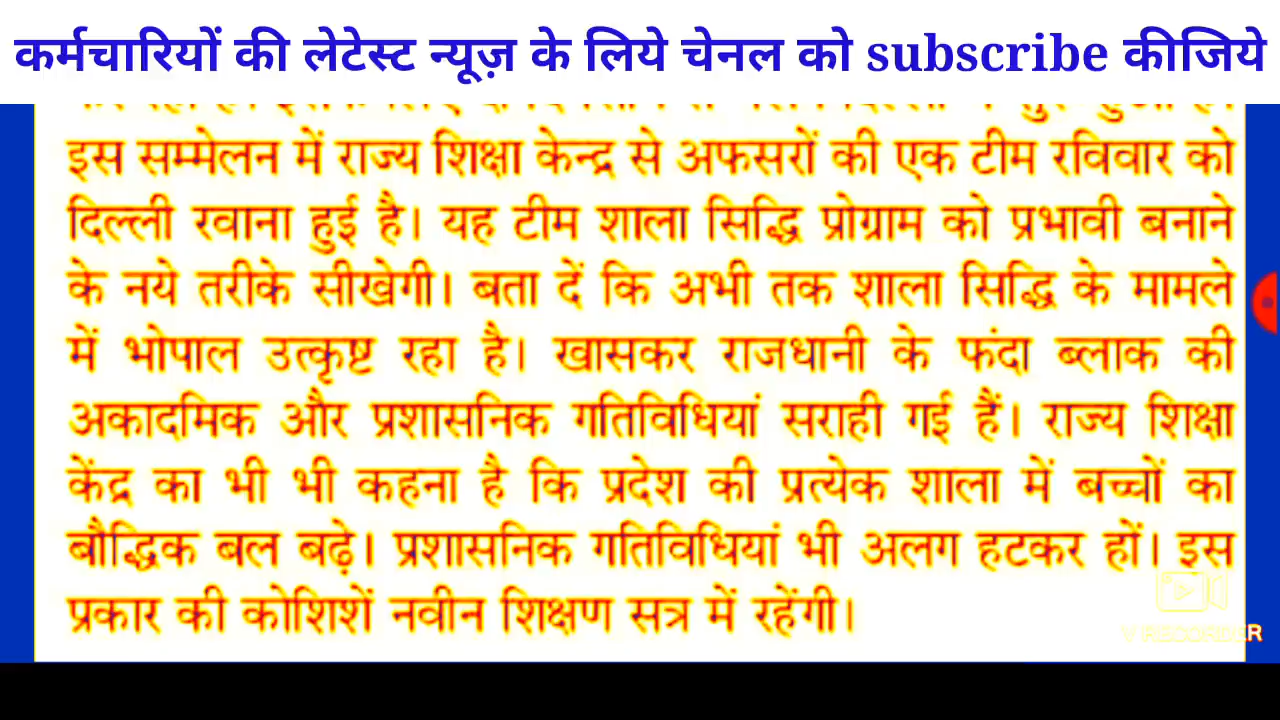 कर्मचारियों की लेटेस्ट न्यूज़ के लिये चेनल को subscribe कीजिये
इस सम्मेलन में राज्य शिक्षा केन्द्र से अफसरों की एक टीम रविवार को
दिल्ली रवाना हुई है। यह टीम शाला सिद्धि प्रोग्राम को प्रभावी बनाने
के नये तरीके सीखेगी। बता दें कि अभी तक शाला सिद्धि के मामले
में भोपाल उत्कृष्ट रहा है। खासकर राजधानी के फंदा ब्लाक की
अकादमिक और प्रशासनिक गतिविधियां सराही गई हैं। राज्य शिक्षा
केंद्र का भी भी कहना है कि प्रदेश की प्रत्येक शाला में बच्चों का
बौद्धिक बल बढ़े। प्रशासनिक गतिविधियां भी अलग हटकर हों। इस
प्रकार की कोशिशें नवीन शिक्षण सत्र में रहेंगी।
V RECORDER